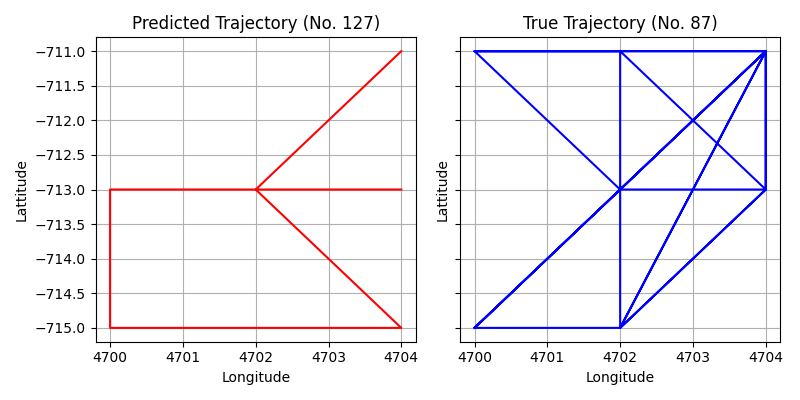 Predicted Trajectory (No. 127)
True Trajectory (No. 87)
Lattitude
−711.0
−711.5
−712.0
−712.5
−713.0
−713.5
−714.0
−714.5
−715.0
4700 4701 4702 4703 4704
Longitude
Lattitude
4700 4701 4702 4703 4704
Longitude